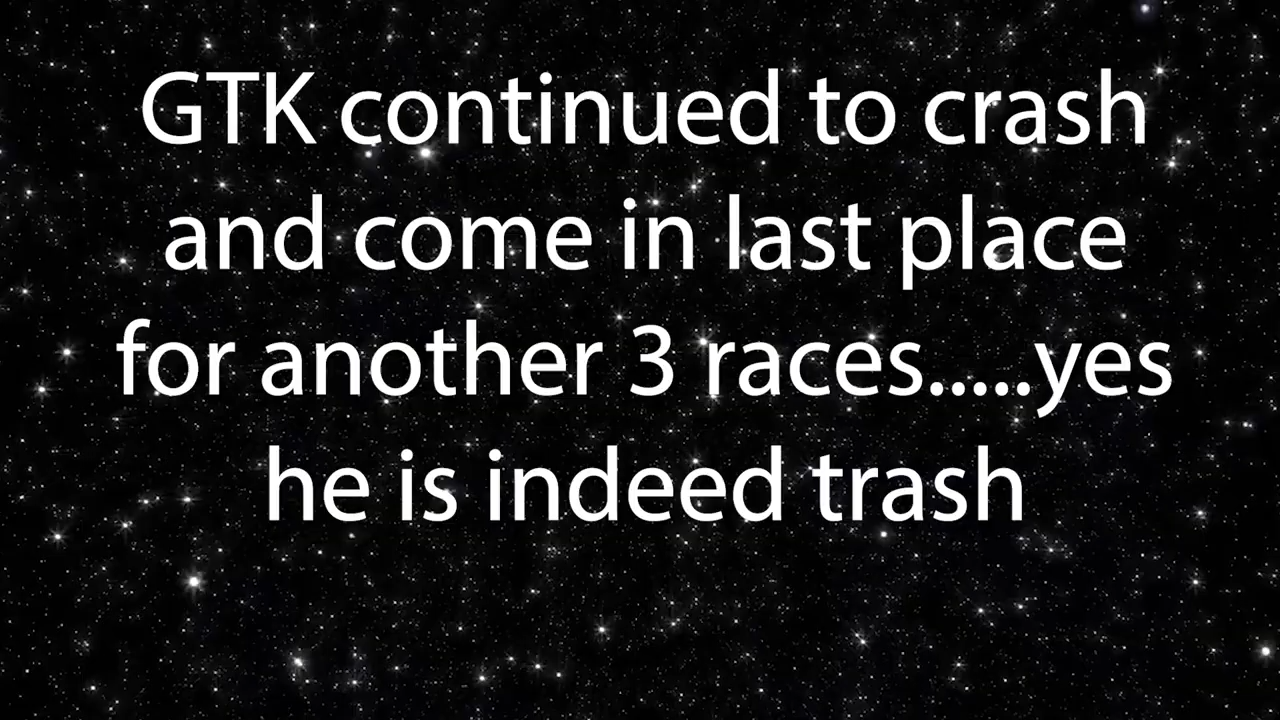 GTK continued to crash
and come in last place
for another 3 races.....yes
he is indeed trash